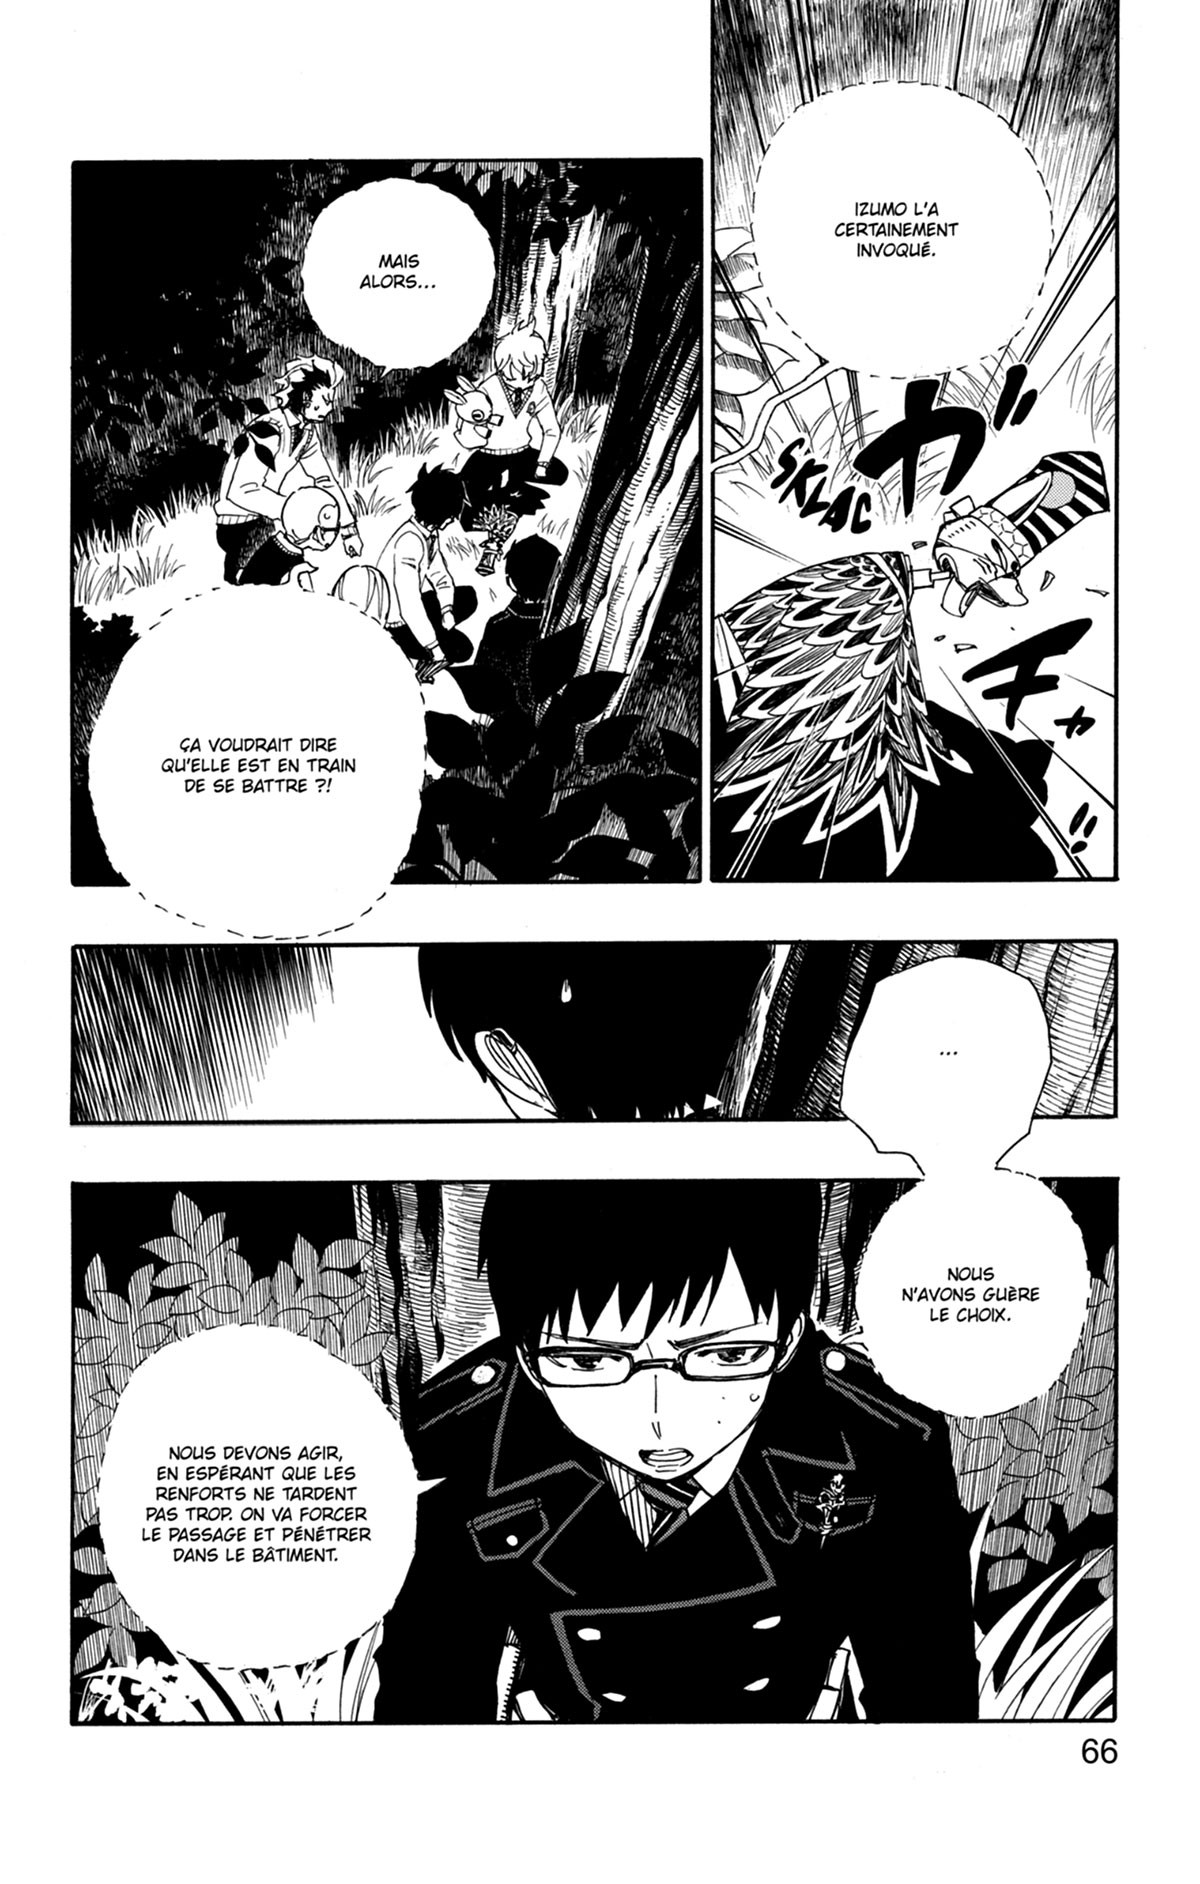 IZUMO L'A
CERTAINEMENT
INVOQUÉ.
ガッ
SKLAC
チャ
MAIS
ALORS...
ÇA VOUDRAIT DIRE
QU'ELLE EST EN TRAIN
DE SE BATTRE ?!
...
NOUS
N'AVONS GUÈRE
LE CHOIX.
NOUS DEVONS AGIR,
EN ESPÉRANT QUE LES
RENFORTS NE TARDENT
PAS TROP. ON VA FORCER
LE PASSAGE ET PÉNÉTRER
DANS LE BÂTIMENT.
66